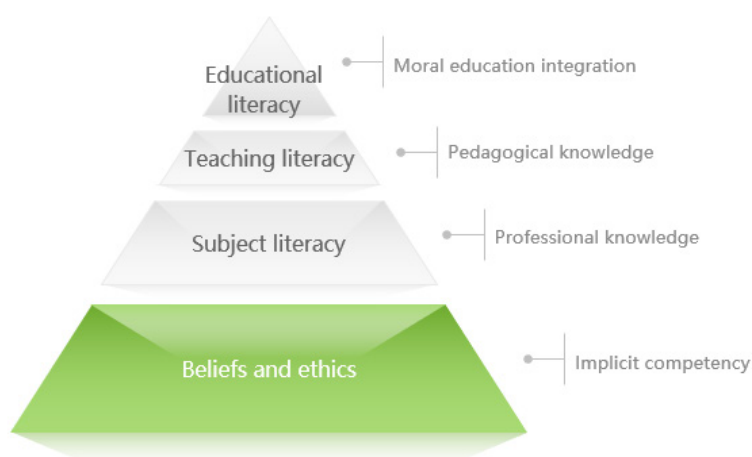 Educational
literacy
Moral education integration
Teaching literacy
Pedagogical knowledge
Subject literacy
Professional knowledge
Beliefs and ethics
Implicit competency